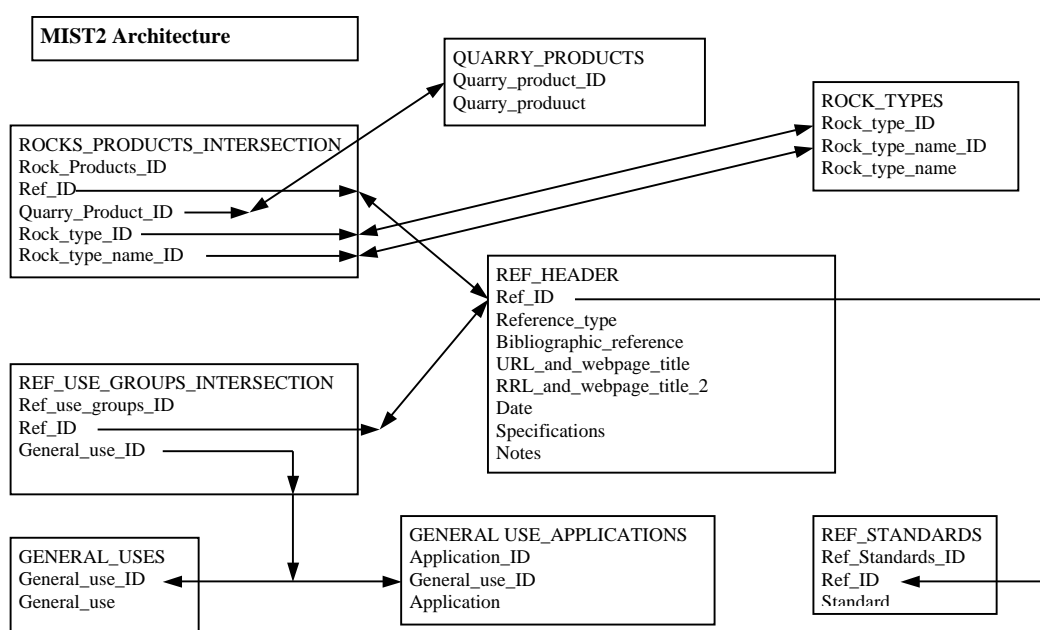 MIST2 Architecture
QUARRY_PRODUCTS
Quarry_product_ID
Quarry_produuct
ROCK_TYPES
Rock_type_ID
Rock_type_name_ID
Rock_type_name
ROCKS_PRODUCTS_INTERSECTION
Rock_Products_ID
Ref_ID
Quarry_Product_ID
Rock_type_ID
Rock_type_name_ID
REF_HEADER
Ref_ID
Reference_type
Bibliographic_reference
URL_and_webpage_title
RRL_and_webpage_title_2
Date
Specifications
Notes
REF_USE_GROUPS_INTERSECTION
Ref_use_groups_ID
Ref_ID
General_use_ID
GENERAL_USES
General_use_ID
General_use
GENERAL USE_APPLICATIONS
Application_ID
General_use_ID
Application
REF_STANDARDS
Ref_Standards_ID
Ref_ID
Standard